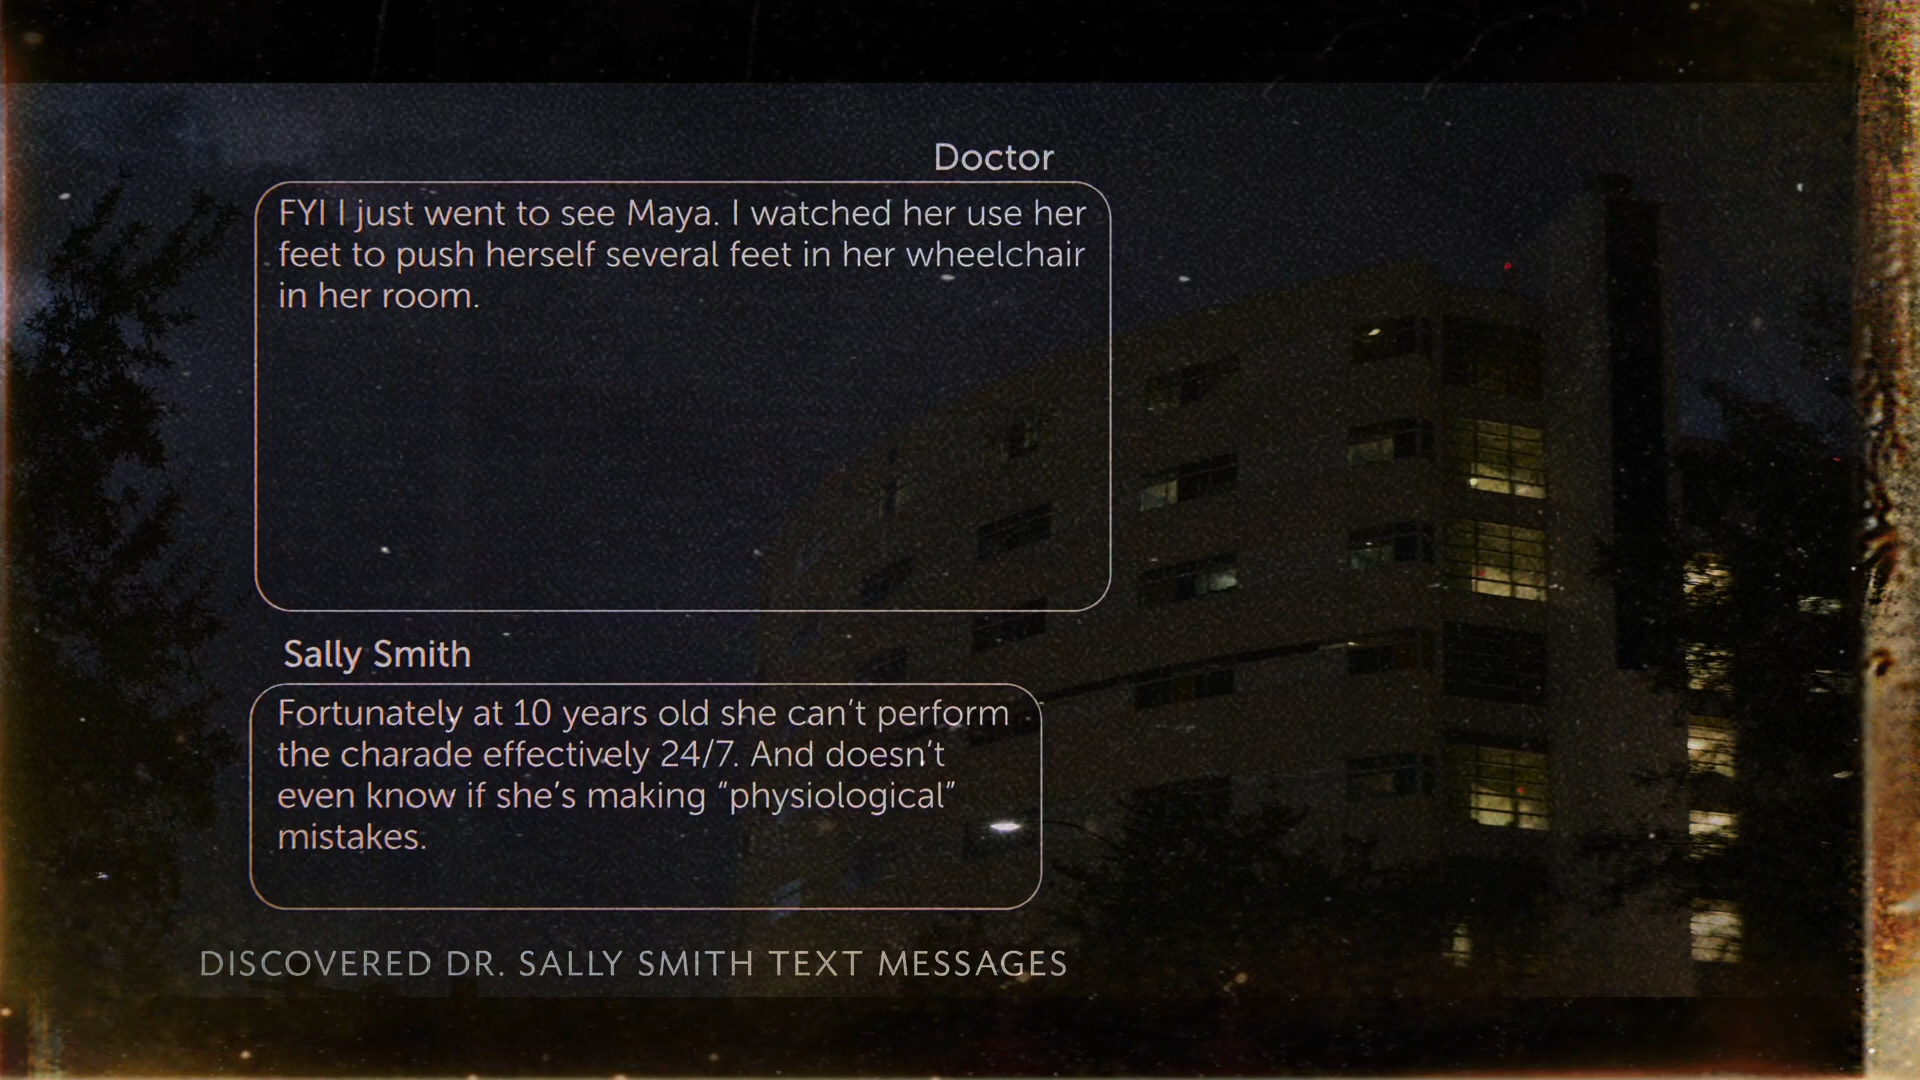 Doctor
FYI I just went to see Maya. I watched her use her
feet to push herself several feet in her wheelchair
in her room.
Sally Smith
Fortunately at 10 years old she can’t perform
the charade effectively 24/7. And doesn’t
even know if she’s making “physiological”
mistakes.
DISCOVERED DR. SALLY SMITH TEXT MESSAGES